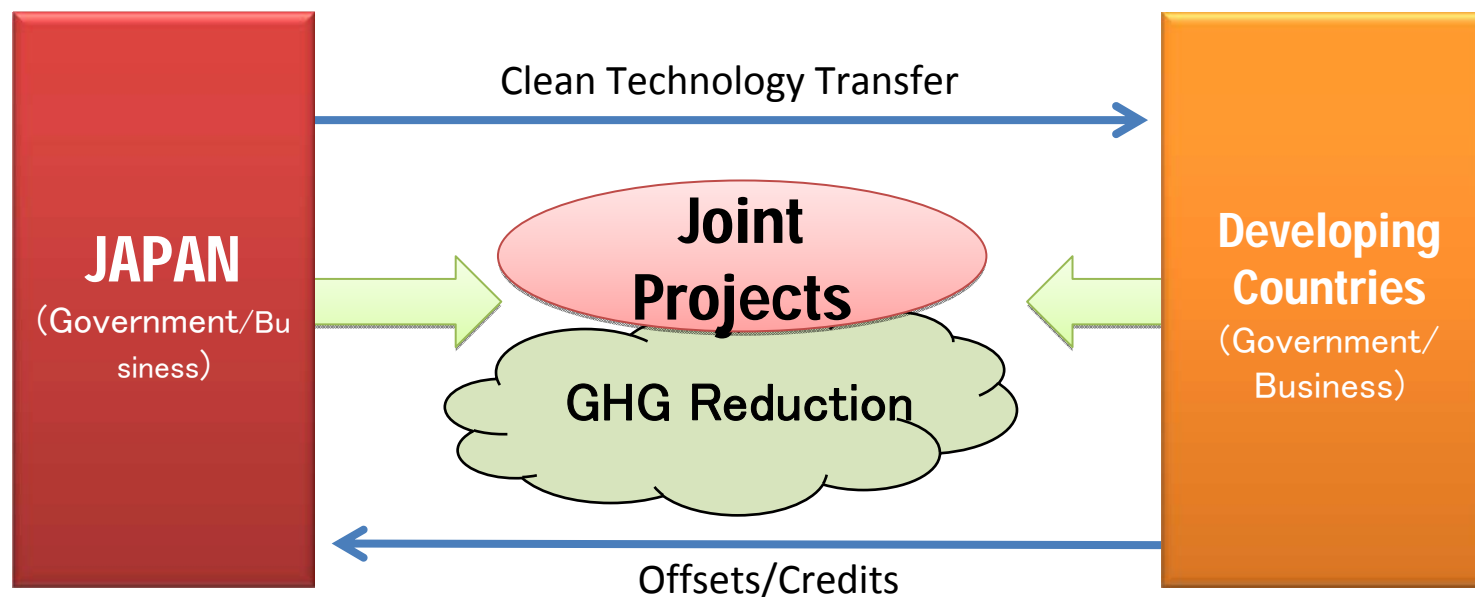 Clean Technology Transfer
JAPAN
(Government/Bu
siness)
Joint
Projects
GHG Reduction
Developing
Countries
(Government/
Business)
Offsets/Credits